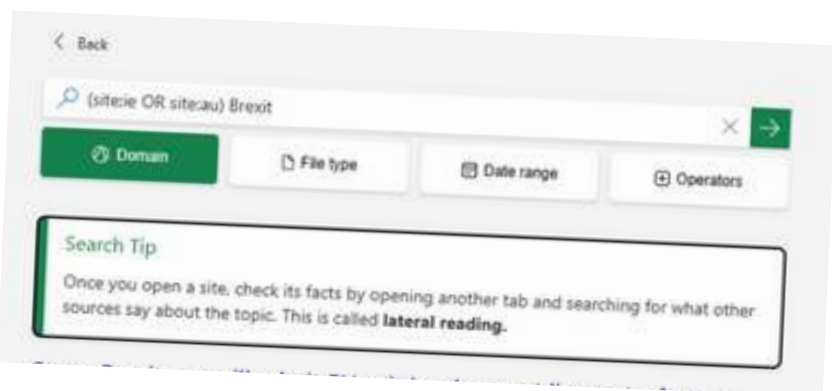 Back
(site:ie OR site:au) Brexit
Domain File type Date range Operators
Search Tip
Once you open a site, check its facts by opening another tab and searching for what other
sources say about the topic. This is called lateral reading.